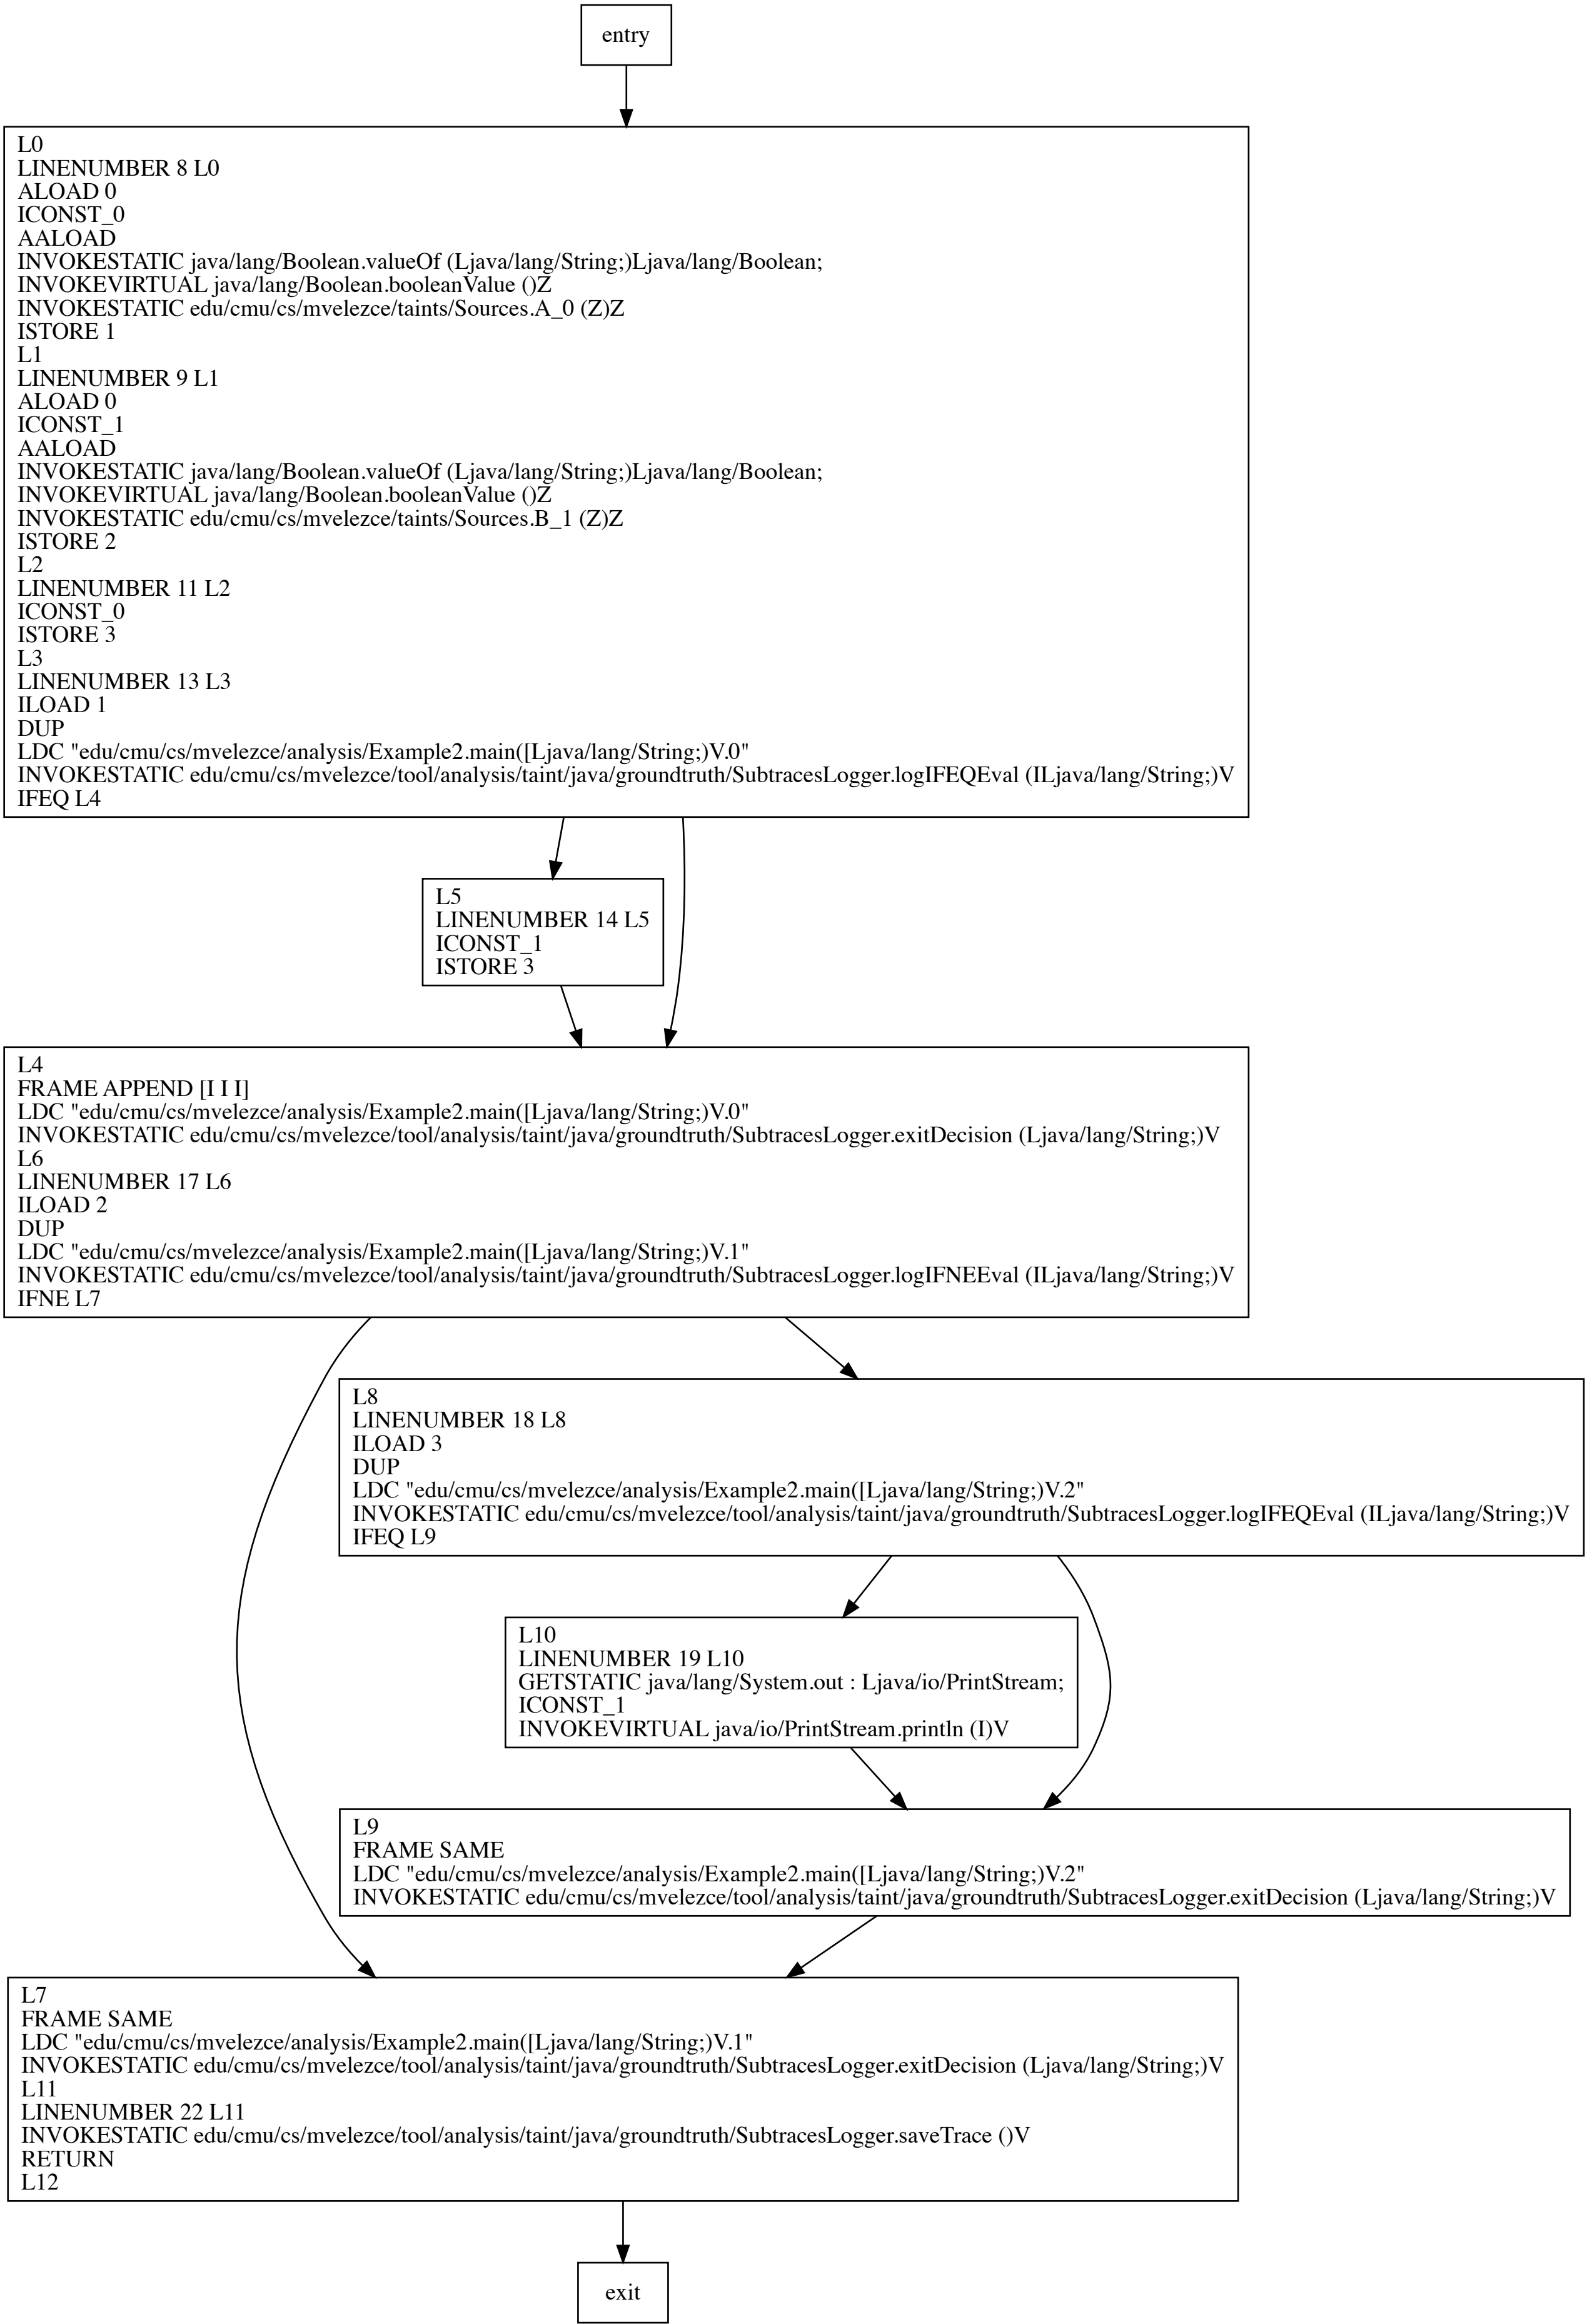 entry
L0
LINENUMBER 8 L0
ALOAD 0
ICONST_0
AALOAD
INVOKESTATIC java/lang/Boolean.valueOf (Ljava/lang/String;)Ljava/lang/Boolean;
INVOKEVIRTUAL java/lang/Boolean.booleanValue ()Z
INVOKESTATIC edu/cmu/cs/mvelezce/taints/Sources.A_0 (Z)Z
ISTORE 1
L1
LINENUMBER 9 L1
ALOAD 0
ICONST_1
AALOAD
INVOKESTATIC java/lang/Boolean.valueOf (Ljava/lang/String;)Ljava/lang/Boolean;
INVOKEVIRTUAL java/lang/Boolean.booleanValue ()Z
INVOKESTATIC edu/cmu/cs/mvelezce/taints/Sources.B_1 (Z)Z
ISTORE 2
L2
LINENUMBER 11 L2
ICONST_0
ISTORE 3
L3
LINENUMBER 13 L3
ILOAD 1
DUP
LDC "edu/cmu/cs/mvelezce/analysis/Example2.main([Ljava/lang/String;)V.0"
INVOKESTATIC edu/cmu/cs/mvelezce/tool/analysis/taint/java/groundtruth/SubtracesLogger.logIFEQEval (ILjava/lang/String;)V
IFEQ L4
L5
LINENUMBER 14 L5
ICONST_1
ISTORE 3
L4
FRAME APPEND [I I I]
LDC "edu/cmu/cs/mvelezce/analysis/Example2.main([Ljava/lang/String;)V.0"
INVOKESTATIC edu/cmu/cs/mvelezce/tool/analysis/taint/java/groundtruth/SubtracesLogger.exitDecision (Ljava/lang/String;)V
L6
LINENUMBER 17 L6
ILOAD 2
DUP
LDC "edu/cmu/cs/mvelezce/analysis/Example2.main([Ljava/lang/String;)V.1"
INVOKESTATIC edu/cmu/cs/mvelezce/tool/analysis/taint/java/groundtruth/SubtracesLogger.logIFNEEval (ILjava/lang/String;)V
IFNE L7
L8
LINENUMBER 18 L8
ILOAD 3
DUP
LDC "edu/cmu/cs/mvelezce/analysis/Example2.main([Ljava/lang/String;)V.2"
INVOKESTATIC edu/cmu/cs/mvelezce/tool/analysis/taint/java/groundtruth/SubtracesLogger.logIFEQEval (ILjava/lang/String;)V
IFEQ L9
L10
LINENUMBER 19 L10
GETSTATIC java/lang/System.out : Ljava/io/PrintStream;
ICONST_1
INVOKEVIRTUAL java/io/PrintStream.println (I)V
L9
FRAME SAME
LDC "edu/cmu/cs/mvelezce/analysis/Example2.main([Ljava/lang/String;)V.2"
INVOKESTATIC edu/cmu/cs/mvelezce/tool/analysis/taint/java/groundtruth/SubtracesLogger.exitDecision (Ljava/lang/String;)V
L7
FRAME SAME
LDC "edu/cmu/cs/mvelezce/analysis/Example2.main([Ljava/lang/String;)V.1"
INVOKESTATIC edu/cmu/cs/mvelezce/tool/analysis/taint/java/groundtruth/SubtracesLogger.exitDecision (Ljava/lang/String;)V
L11
LINENUMBER 22 L11
INVOKESTATIC edu/cmu/cs/mvelezce/tool/analysis/taint/java/groundtruth/SubtracesLogger.saveTrace ()V
RETURN
L12
exit